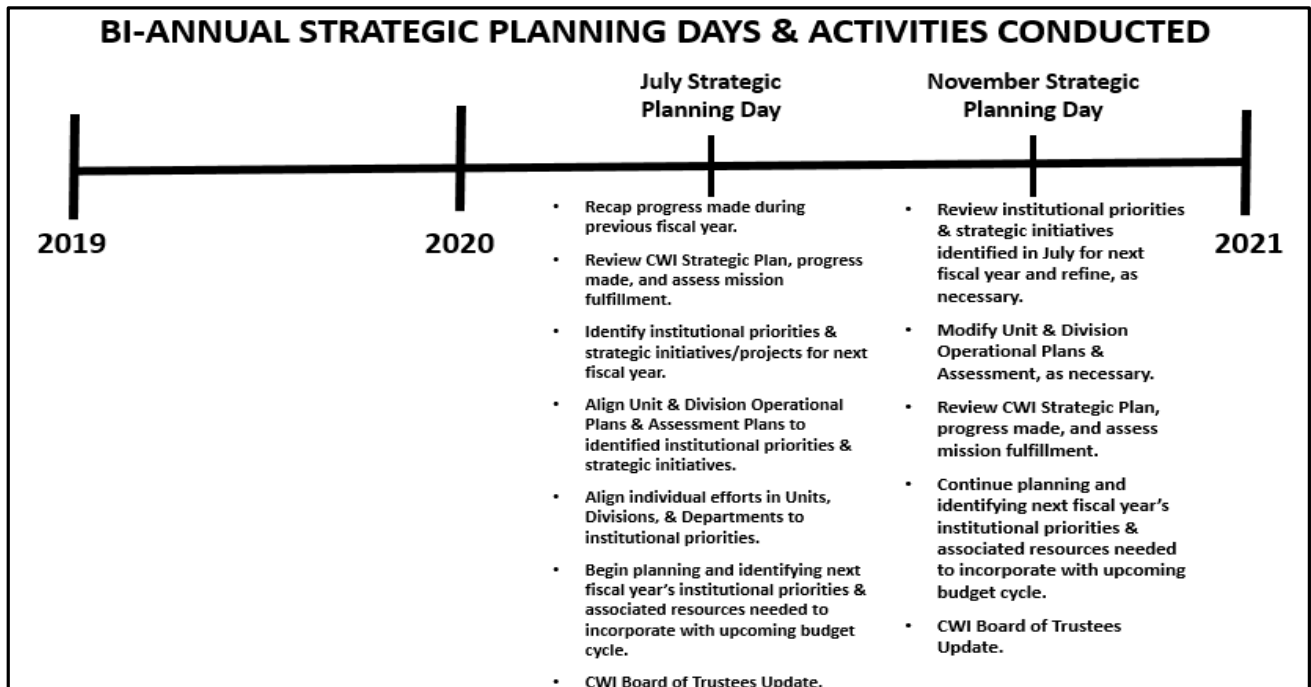 BI-ANNUAL STRATEGIC PLANNING DAYS & ACTIVITIES CONDUCTED
July Strategic
Planning Day
November Strategic
Planning Day
2019
2020
2021
• Recap progress made during
previous fiscal year.
• Review CWI Strategic Plan, progress
made, and assess mission
fulfillment.
• Identify institutional priorities &
strategic initiatives/projects for next
fiscal year.
• Align Unit & Division Operational
Plans & Assessment Plans to
identified institutional priorities &
strategic initiatives.
• Align individual efforts in Units,
Divisions, & Departments to
institutional priorities.
• Begin planning and identifying next
fiscal year’s institutional priorities &
associated resources needed to
incorporate with upcoming budget
cycle.
• CWI Board of Trustees Update.
• Review institutional priorities
& strategic initiatives
identified in July for next
fiscal year and refine, as
necessary.
• Modify Unit & Division
Operational Plans &
Assessment, as necessary.
• Review CWI Strategic Plan,
progress made, and assess
mission fulfillment.
• Continue planning and
identifying next fiscal year’s
institutional priorities &
associated resources needed
to incorporate with upcoming
budget cycle.
• CWI Board of Trustees
Update.